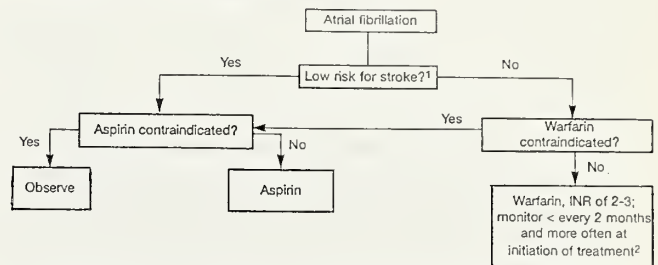 Atrial fibrillation
Yes
Low risk for stroke?1
No
Aspirin contraindicated?
Yes
Warfarin
contraindicated?
Yes
No
No.
Observe
Aspirin
Warfarin, INR of 2-3;
monitor < every 2 months
and more often at
initiation of treatment2